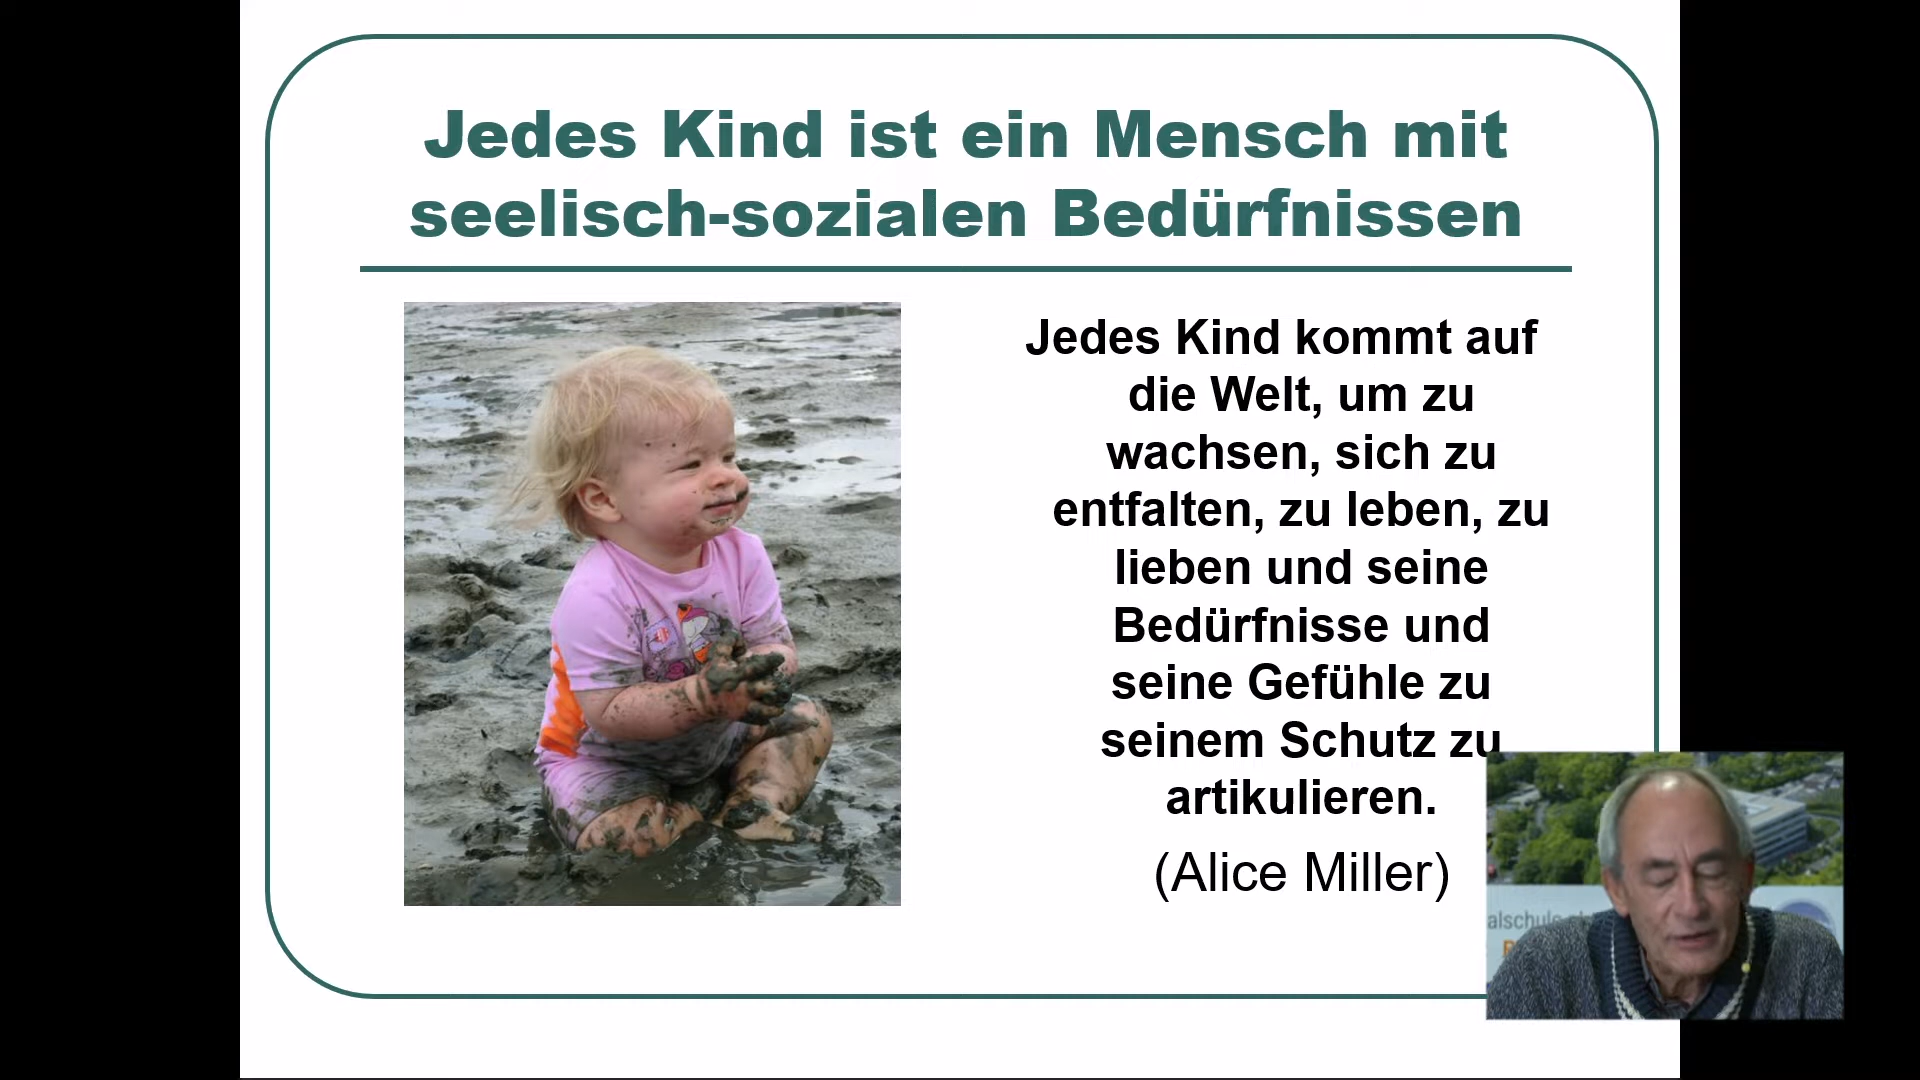 Jedes Kind ist ein Mensch mit
seelisch-sozialen Bedürfnissen
Jedes Kind kommt auf
die Welt, um zu
wachsen, sich zu
entfalten, zu leben, zu
lieben und seine
Bedürfnisse und
seine Gefühle zu
seinem Schutz zu
artikulieren.
(Alice Miller)